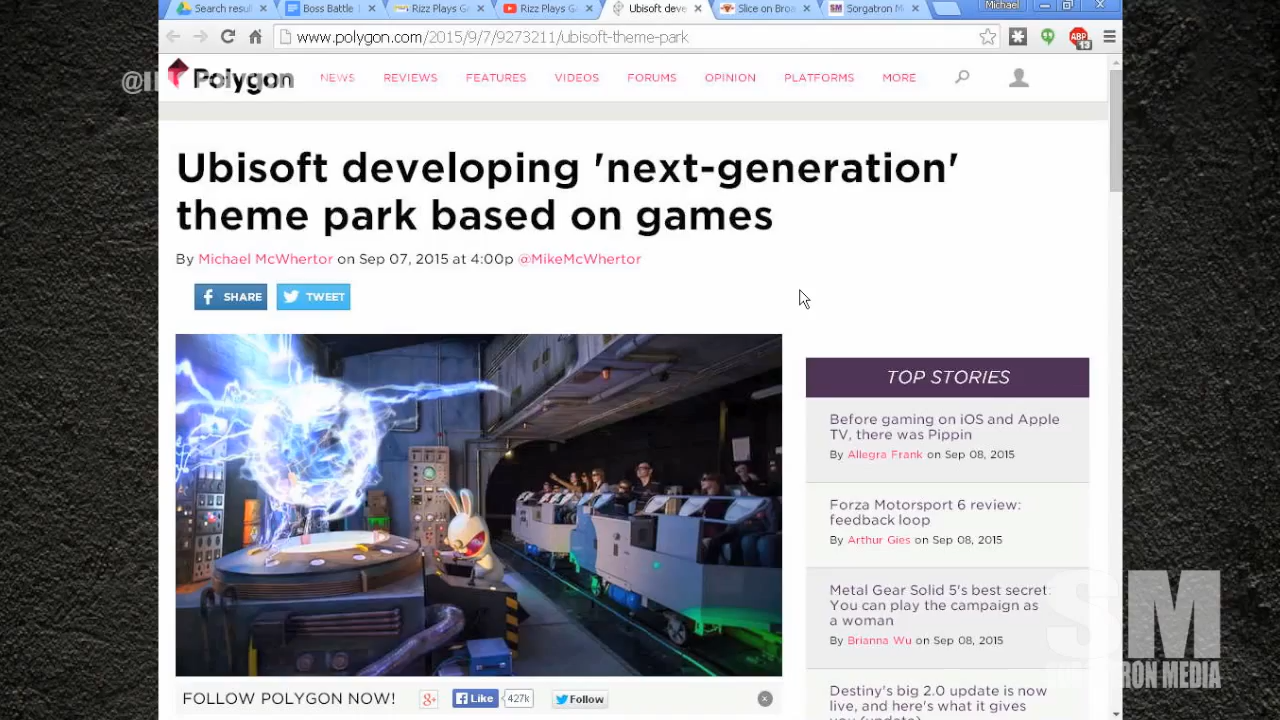 Search resul
Boss Battle
Rizz Plays G
Rizz Plays G
Ubisoft deve
Slice on Broa
Sorgatron M
Michael
www.polygon.com/2015/9/7/9273211/ubisoft-theme-park
ABP
13
Polygon
NEWS
REVIEWS
FEATURES
VIDEOS
FORUMS
OPINION
PLATFORMS
MORE
Ubisoft developing 'next-generation'
theme park based on games
By Michael McWhertor on Sep 07, 2015 at 4:00p @MikeMcWhertor
SHARE
TWEET
TOP STORIES
Before gaming on iOS and Apple
TV, there was Pippin
By Allegra Frank on Sep 08, 2015
Forza Motorsport 6 review:
feedback loop
By Arthur Gies on Sep 08, 2015
Metal Gear Solid 5's best secret:
You can play the campaign as
a woman
By Brianna Wu on Sep 08, 2015
Destiny's big 2.0 update is now
live, and here's what it gives
you (update)
FOLLOW POLYGON NOW!
g+
Like
427k
Follow
SM
TRON MEDIA